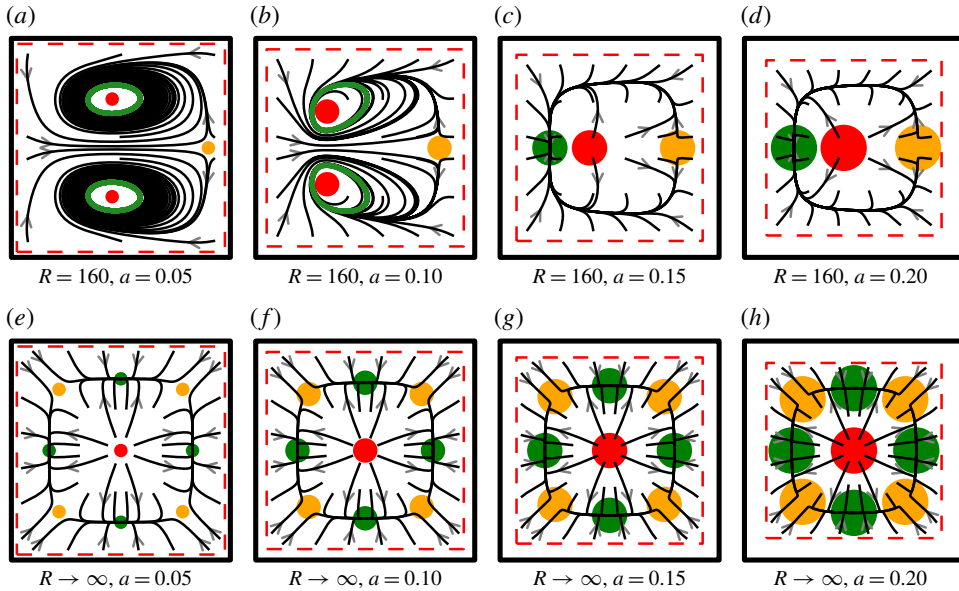 (a) (b) (c) (d)
R = 160, a = 0.05 R = 160, a = 0.10 R = 160, a = 0.15 R = 160, a = 0.20
(e) (f) (g) (h)
R → ∞, a = 0.05 R → ∞, a = 0.10 R → ∞, a = 0.15 R → ∞, a = 0.20